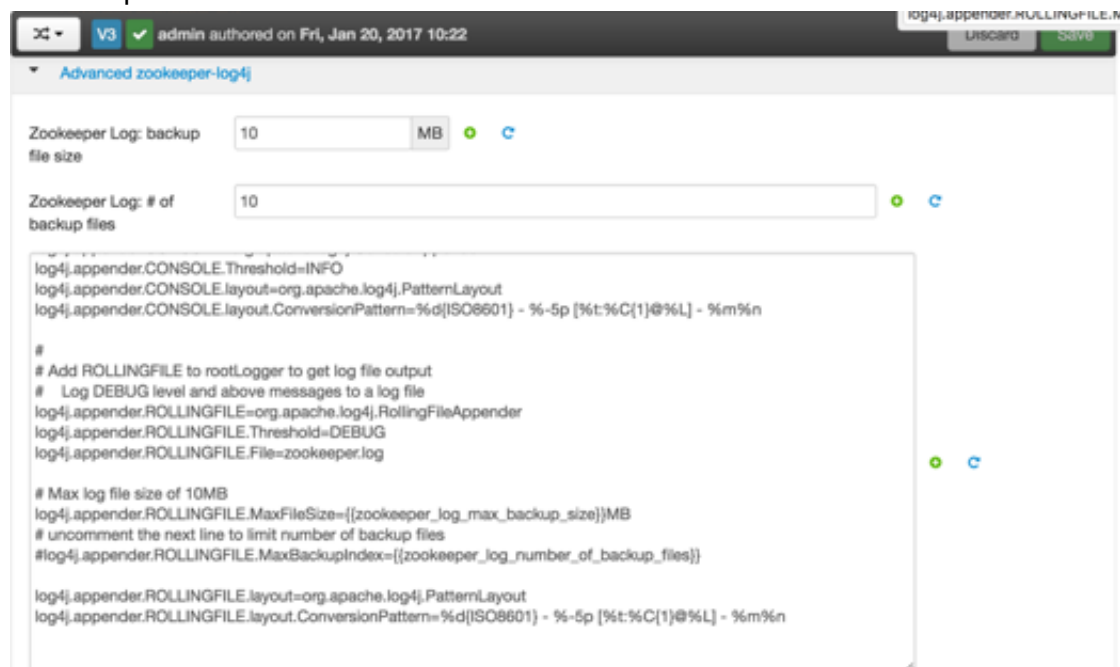 log4j.appender.ROLLINGFILE.M
V3 admin authored on Fri, Jan 20, 2017 10:22
Discard Save
Advanced zookeeper-log4j
Zookeeper Log: backup file size
10 MB
Zookeeper Log: # of backup files
10
log4j.appender.CONSOLE.Threshold=INFO
log4j.appender.CONSOLE.layout=org.apache.log4j.PatternLayout
log4j.appender.CONSOLE.layout.ConversionPattern=%d{ISO8601} - %-5p [%t:%C{1}@%L] - %m%n
#
# Add ROLLINGFILE to rootLogger to get log file output
# Log DEBUG level and above messages to a log file
log4j.appender.ROLLINGFILE=org.apache.log4j.RollingFileAppender
log4j.appender.ROLLINGFILE.Threshold=DEBUG
log4j.appender.ROLLINGFILE.File=zookeeper.log
# Max log file size of 10MB
log4j.appender.ROLLINGFILE.MaxFileSize={{zookeeper_log_max_backup_size}}MB
# uncomment the next line to limit number of backup files
#log4j.appender.ROLLINGFILE.MaxBackupIndex={{zookeeper_log_number_of_backup_files}}
log4j.appender.ROLLINGFILE.layout=org.apache.log4j.PatternLayout
log4j.appender.ROLLINGFILE.layout.ConversionPattern=%d{ISO8601} - %-5p [%t:%C{1}@%L] - %m%n